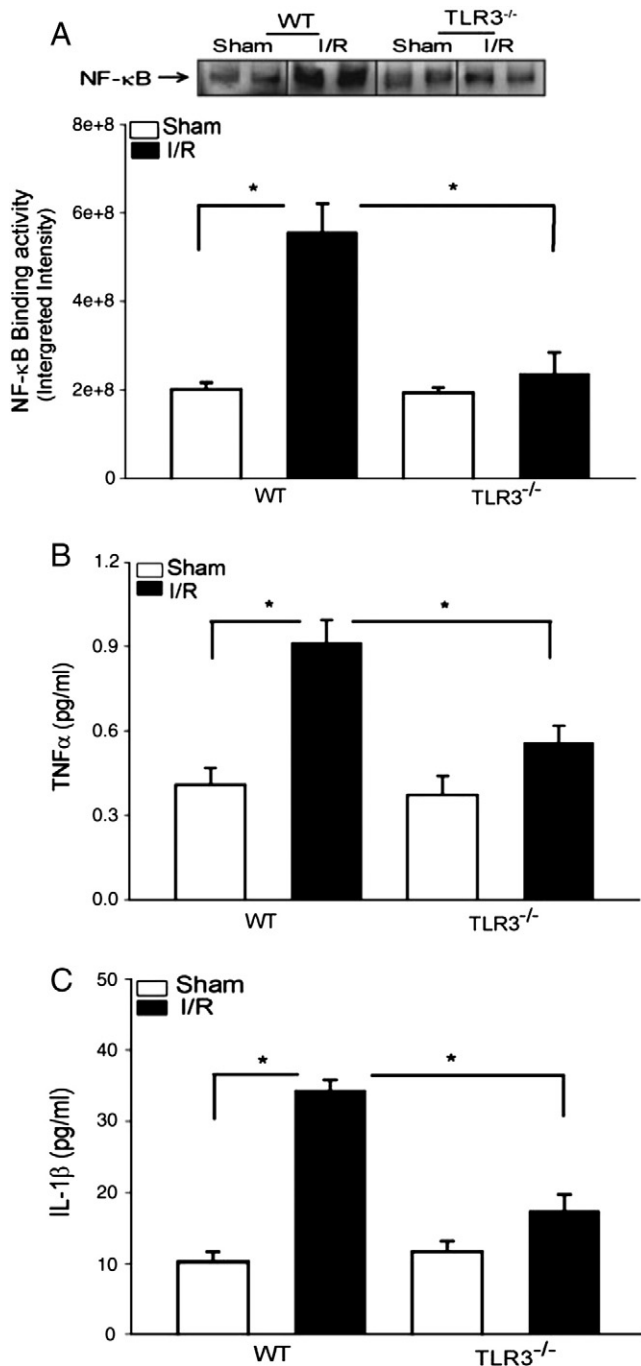 A
WT TLR3-/-
Sham I/R Sham I/R
NF-κB →
8e+8
6e+8
4e+8
2e+8
0
NF-κB Binding activity
(Intergreted Intensity)
Sham
I/R
* *
WT TLR3-/-
B
1.2
0.9
0.6
0.3
0.0
TNFα (pg/ml)
Sham
I/R
* *
WT TLR3-/-
C
50
40
30
20
10
0
IL-1β (pg/ml)
Sham
I/R
* *
WT TLR3-/-